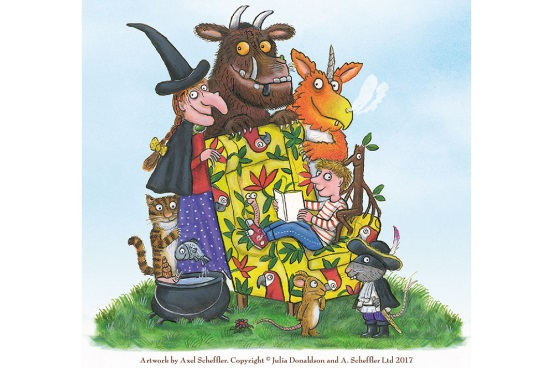 Artwork by Axel Scheffler. Copyright © Julia Donaldson and A. Scheffler Ltd 2017